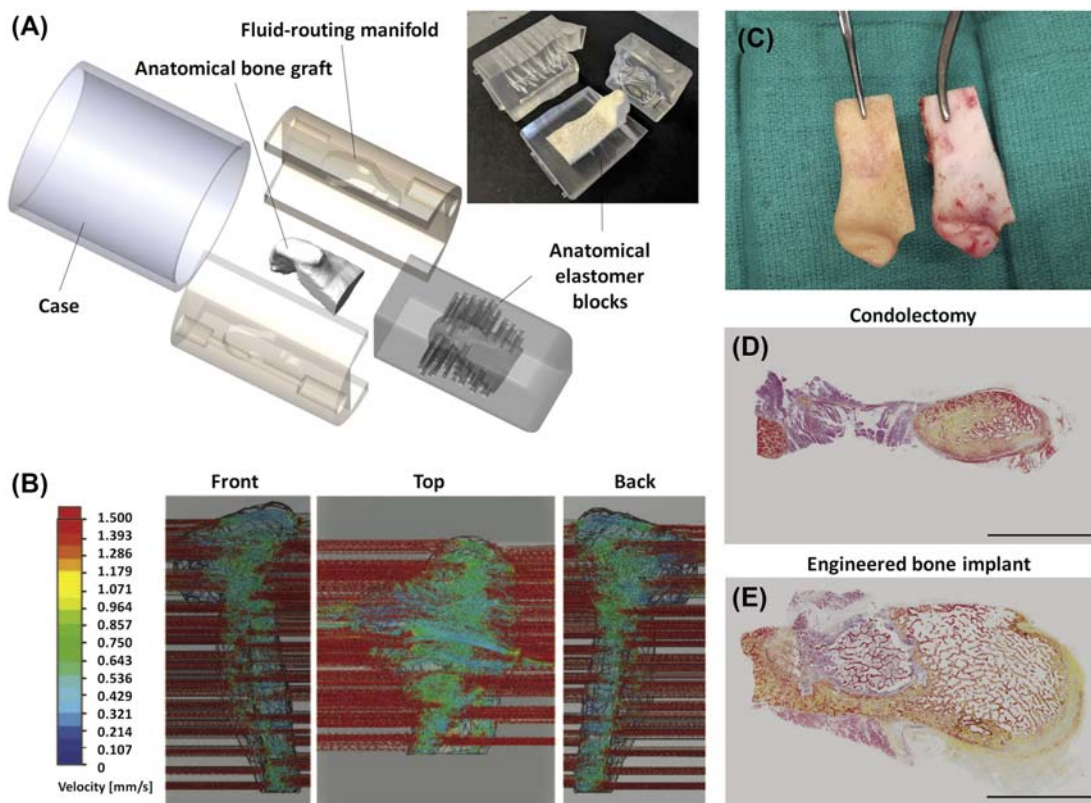 (A)
Fluid-routing manifold
Anatomical bone graft
Case
Anatomical
elastomer
blocks
(B)
Front
Top
Back
1.500
1.393
1.286
1.179
1.071
0.964
0.857
0.750
0.643
0.536
0.429
0.321
0.214
0.107
0
Velocity [mm/s]
(C)
Condolectomy
(D)
Engineered bone implant
(E)